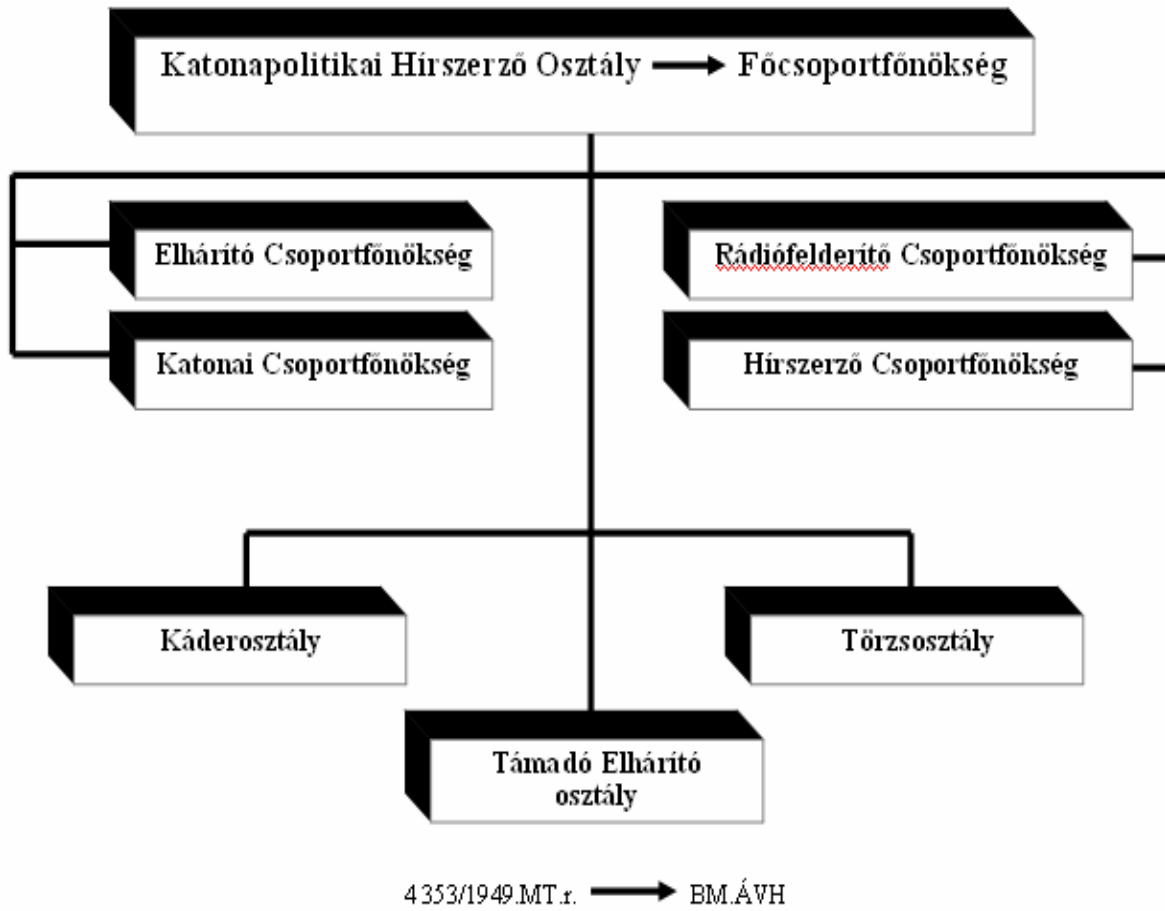 Katonapolitikai Hírszerző Osztály → Főcsoportfőnökség
Elhárító Csoportfőnökség
Rádiófelderítő Csoportfőnökség
Katonai Csoportfőnökség
Hírszerző Csoportfőnökség
Káderosztály
Törzsosztály
Támadó Elhárító
osztály
4353/1949.MT.r. → BM.ÁVH